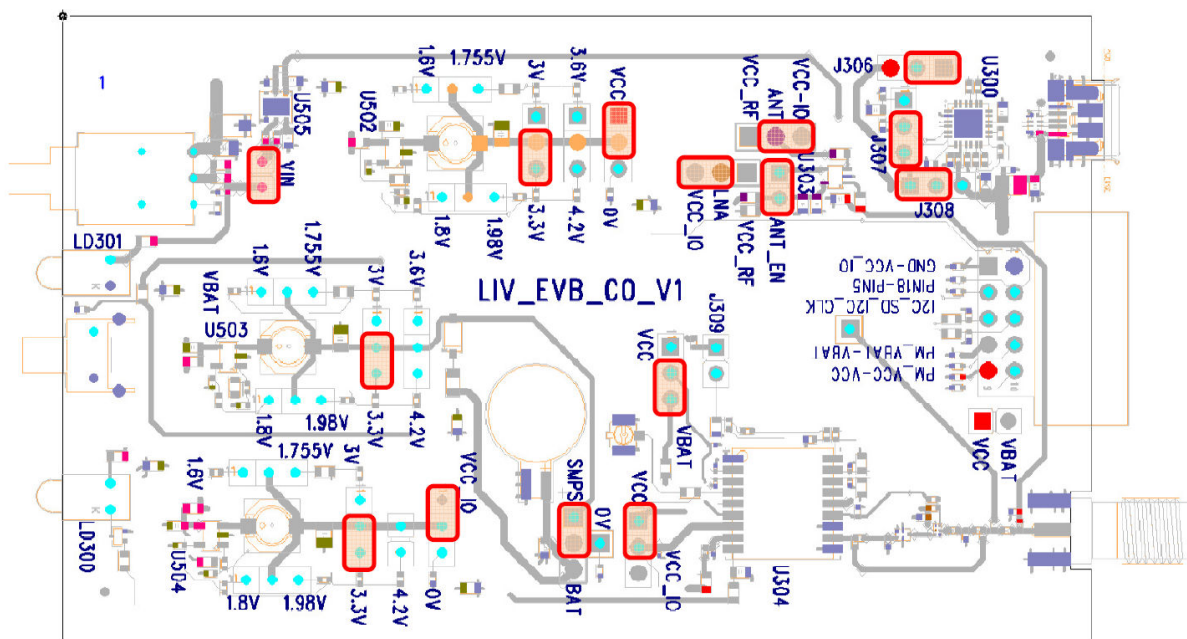 1
U505
VIN
LD301
1.6V
1.755V
U502
1.8V
1.98V
3V
3.6V
VCC
3.3V
4.2V
0V
VCC_RF
ANT
VCC-IO
U303
VCC_IO
LNA
VCC_RF
ANT_EN
J306
U300
J307
J308
GND-VCC_IO
PIN18-PIN5
I2C_SD_I2C_CLK
PM_VBAT-VBAT
PM_VCC-VCC
VCC
VBAT
VBAT
1.6V
1.755V
U503
1.8V
1.98V
3V
3.6V
3.3V
4.2V
LIV_EVB_CO_V1
J309
VCC
VBAT
LD300
1.6V
1.755V
U504
1.8V
1.98V
3V
3.3V
4.2V
VCC_IO
0V
SMPS
0V
BAT
VCC
VCC_IO
U304